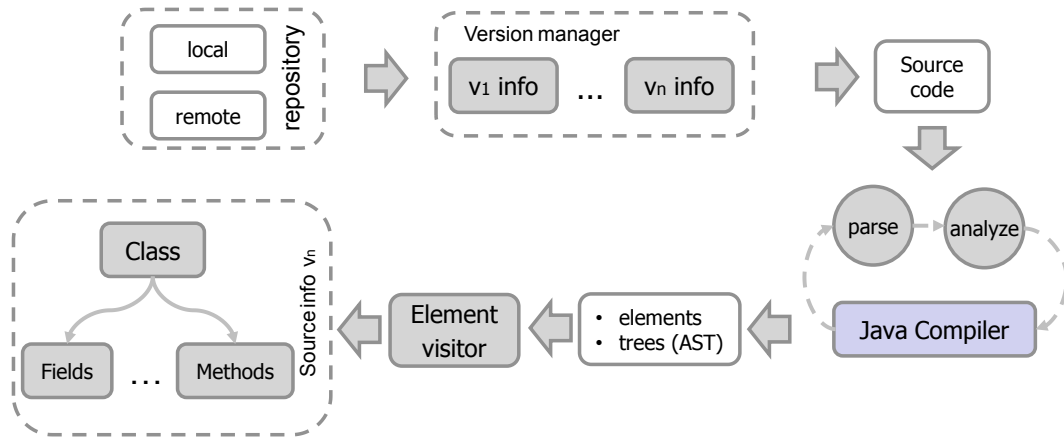 local
remote
repository
Version manager
v1 info
...
vn info
Source
code
parse
analyze
Java Compiler
• elements
• trees (AST)
Element
visitor
Source info vn
Class
Fields
...
Methods